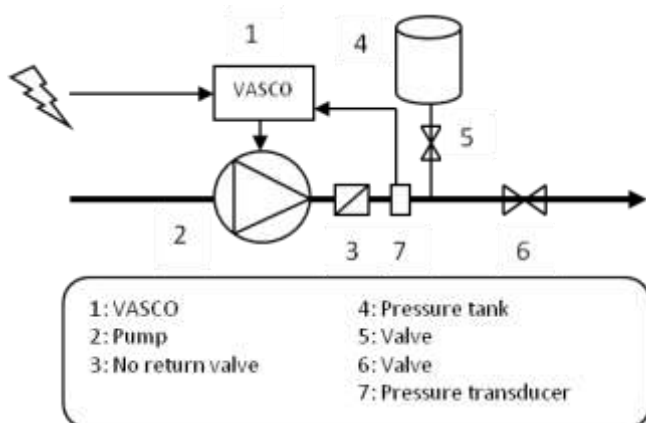 1
4
VASCO
5
2
3
7
6
1: VASCO
2: Pump
3: No return valve
4: Pressure tank
5: Valve
6: Valve
7: Pressure transducer